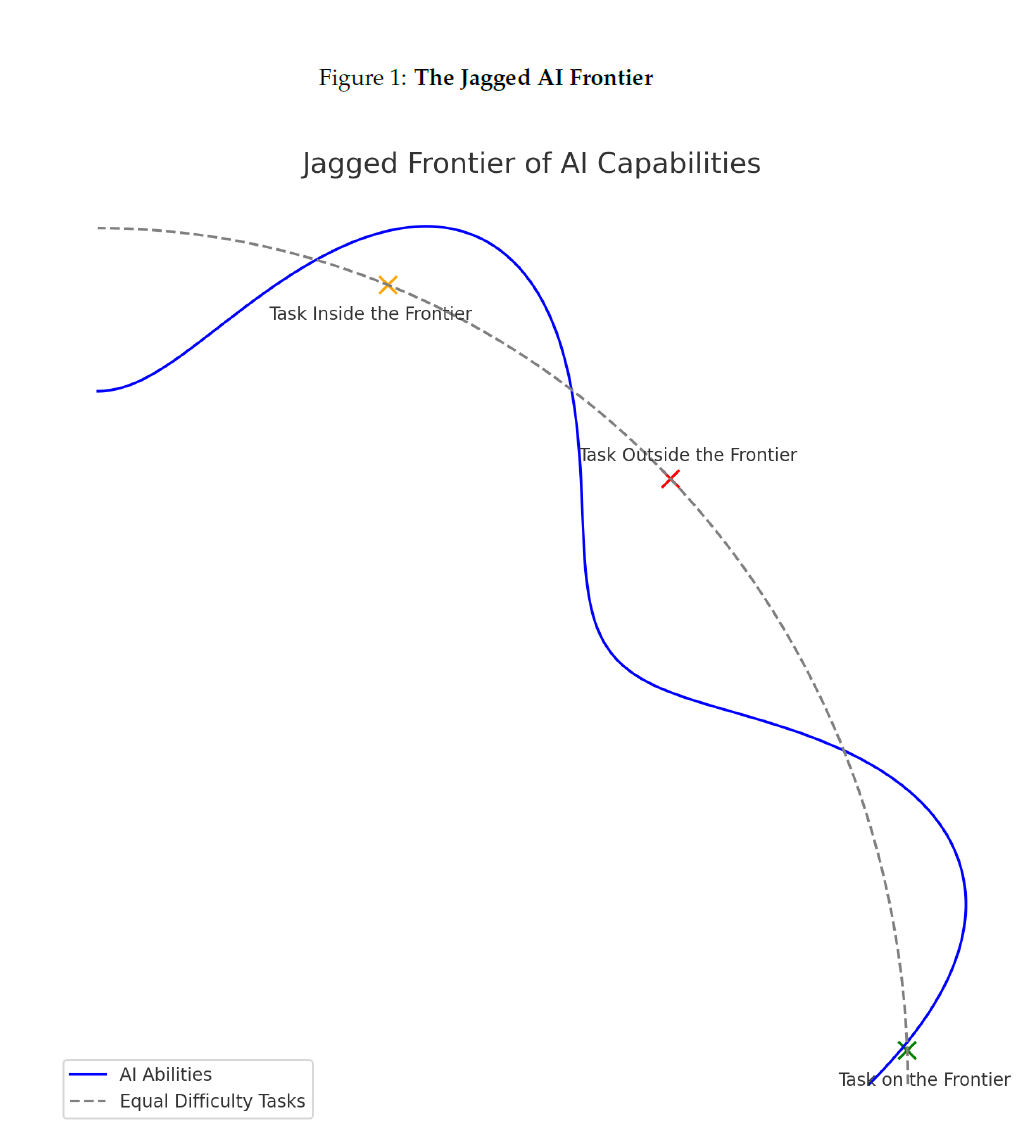 Figure 1: The Jagged AI Frontier
Jagged Frontier of AI Capabilities
Task Inside the Frontier
Task Outside the Frontier
Task on the Frontier
AI Abilities
Equal Difficulty Tasks